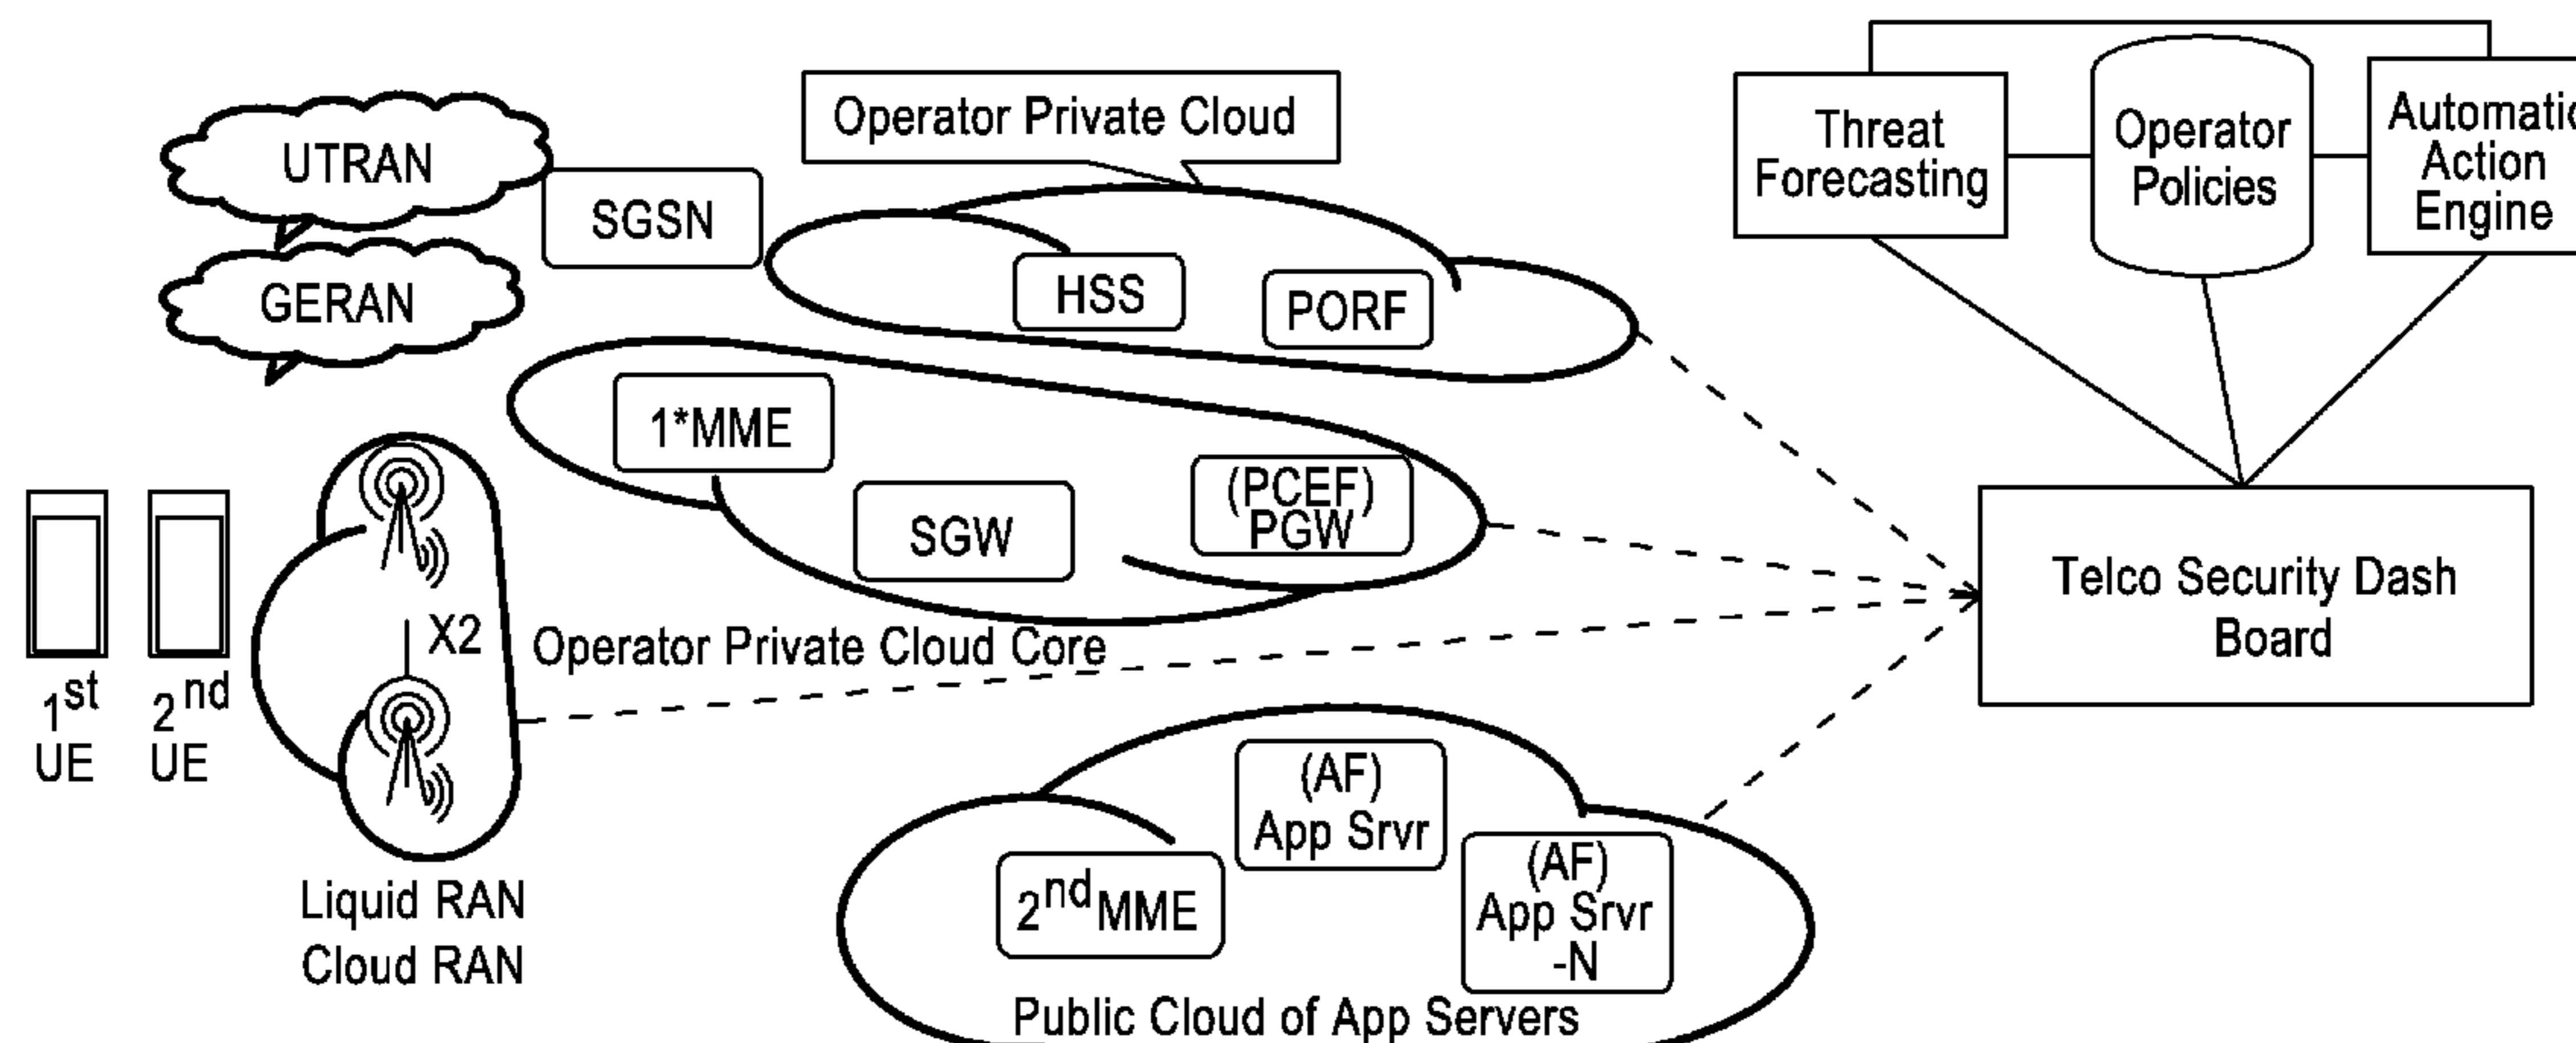 UTRAN
GERAN
SGSN
Operator Private Cloud
HSS
PORF
Threat
Forecasting
Operator
Policies
Automatic
Action
Engine
1*MME
SGW
(PCEF)
PGW
Operator Private Cloud Core
Telco Security Dash
Board
1st
UE
2nd
UE
X2
Liquid RAN
Cloud RAN
(AF)
App Srvr
2nd MME
(AF)
App Srvr
-N
Public Cloud of App Servers